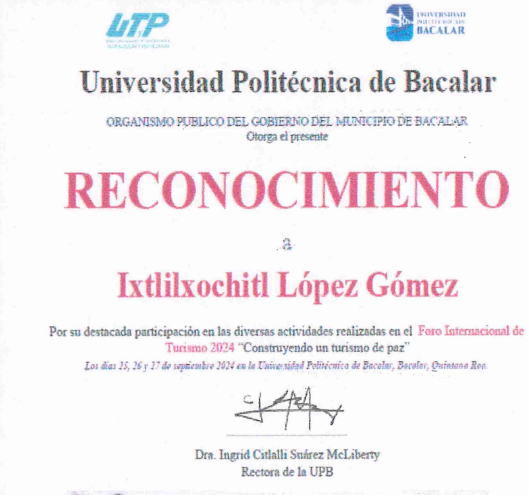 UTP
UNIVERSIDAD
POLITÉCNICA
BACALAR
Universidad Politécnica de Bacalar
ORGANISMO PUBLICO DEL GOBIERNO DEL MUNICIPIO DE BACALAR
Otorga el presente
RECONOCIMIENTO
a
Ixtlilxochitl López Gómez
Por su destacada participación en las diversas actividades realizadas en el Foro Internacional de
Turismo 2024 "Construyendo un turismo de paz"
Los días 25, 26 y 27 de septiembre 2024 en la Universidad Politécnica de Bacalar, Bacalar, Quintana Roo.
Dra. Ingrid Citlalli Suárez McLiberty
Rectora de la UPB